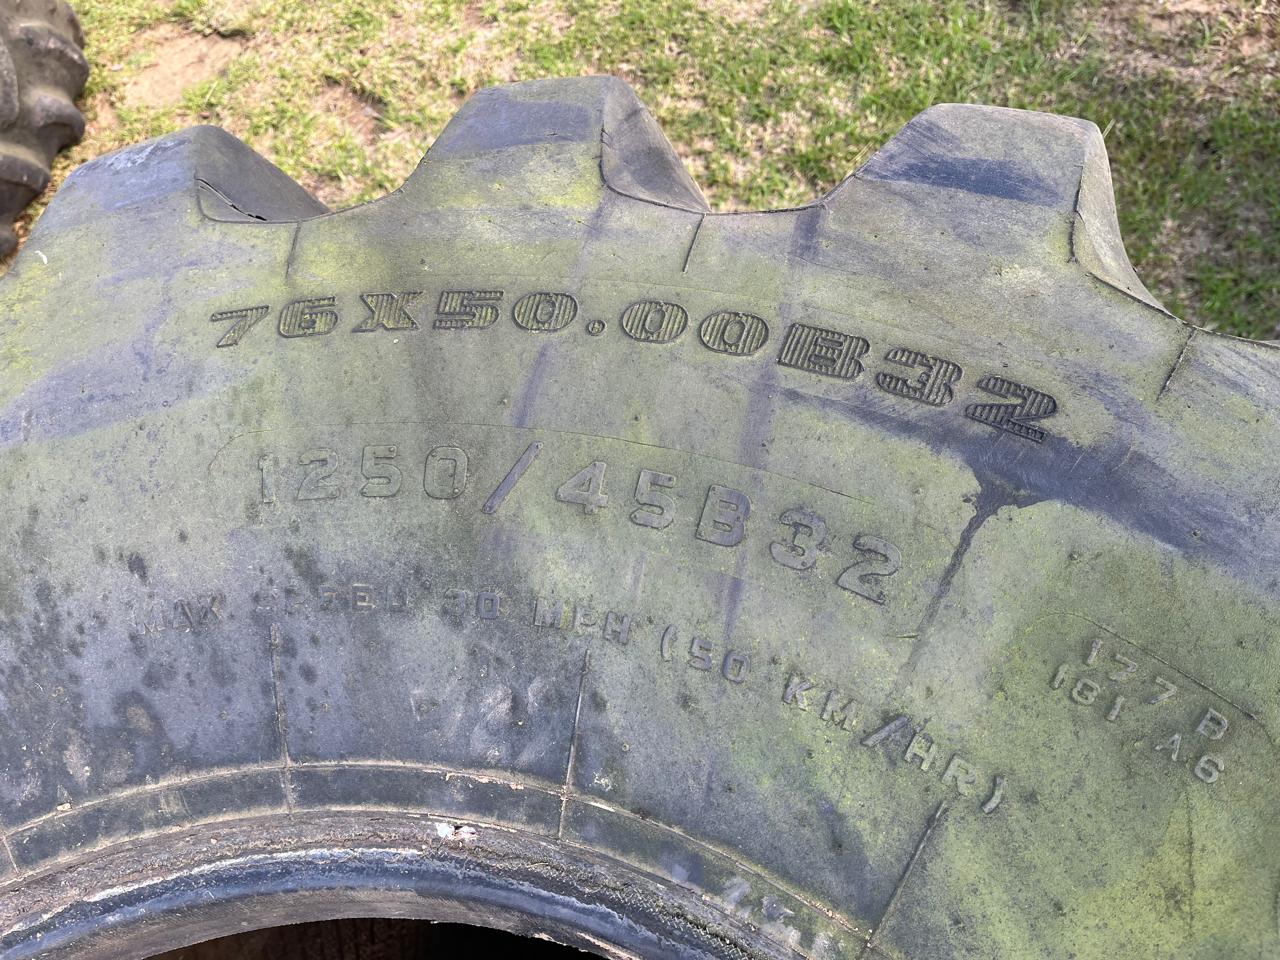 76X50.00B32
1250/45B32
MAX SPEED 30 MPH (50 KM/HR)
177 B
181 A6